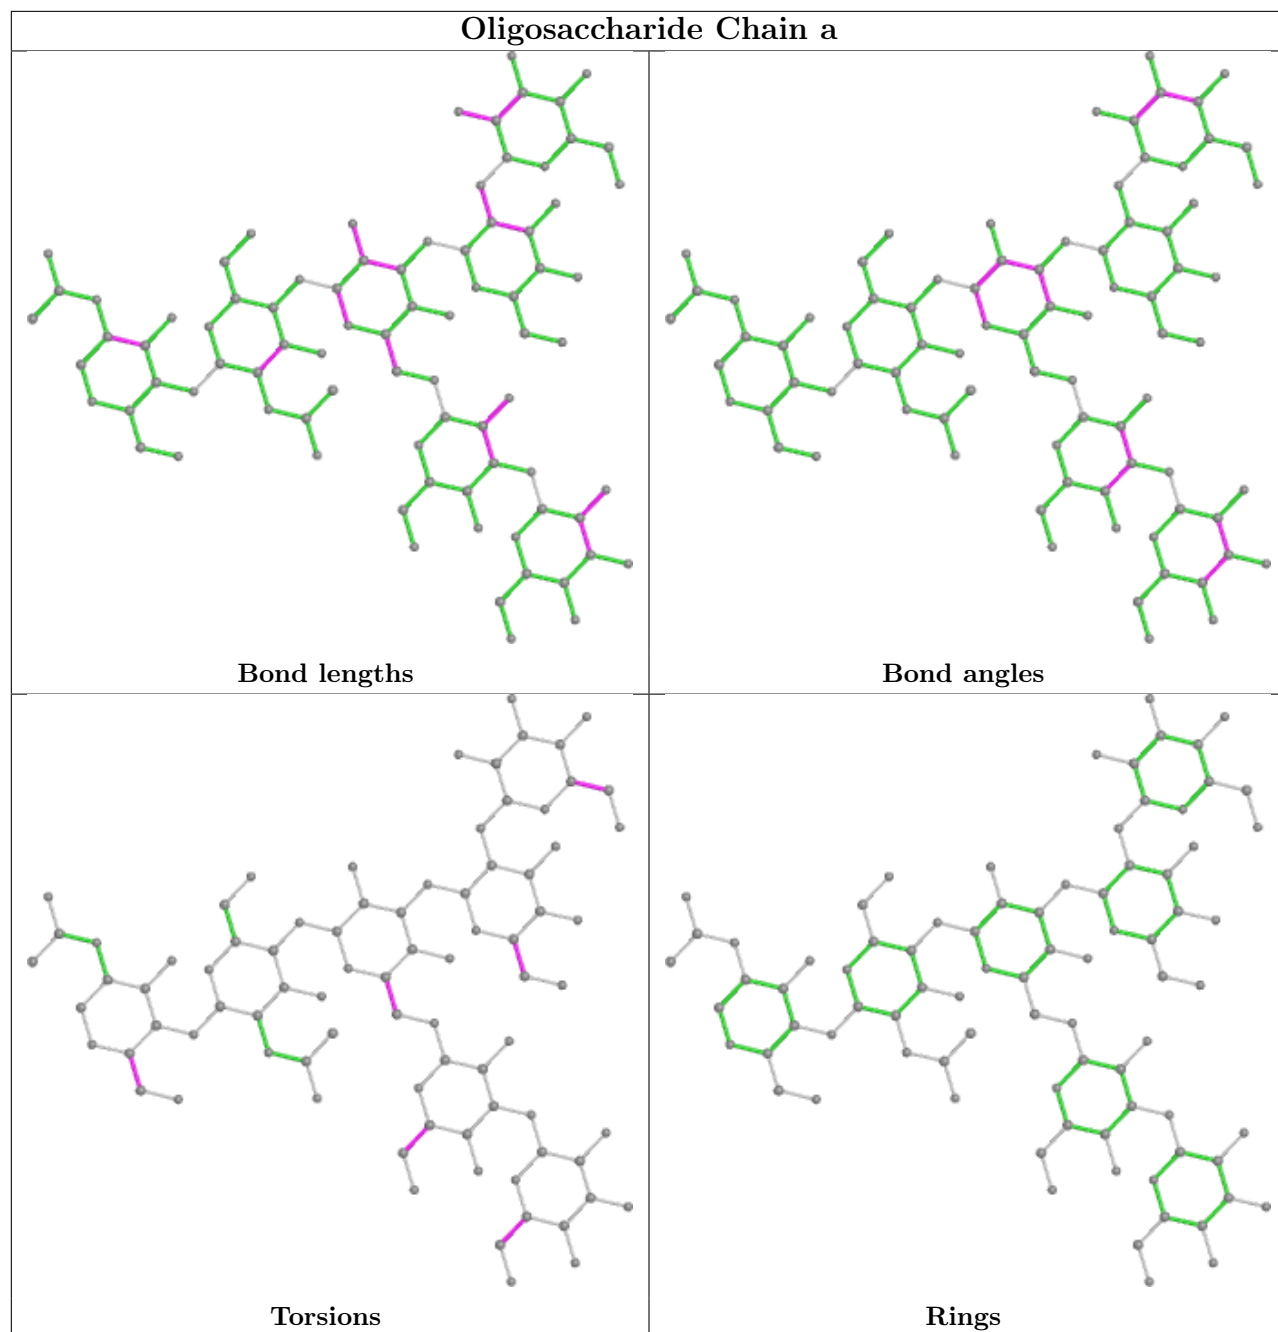 Oligosaccharide Chain a
Bond lengths
Bond angles
Torsions
Rings